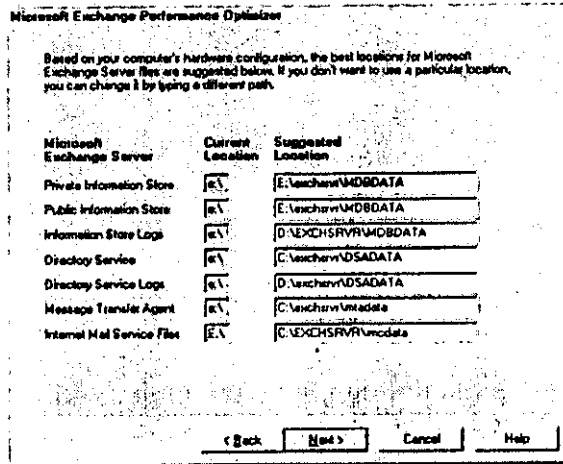 Microsoft Exchange Performance Optimizer
Based on your computer's hardware configuration, the best locations for Microsoft
Exchange Server files are suggested below. If you don't want to use a particular location,
you can change it by typing a different path.
Microsoft Exchange Server Current Location Suggested Location
Private Information Store e:\ E:\exchsrvr\MDBDATA
Public Information Store e:\ E:\exchsrvr\MDBDATA
Information Store Logs e:\ D:\EXCHSRVR\MDBDATA
Directory Service e:\ C:\exchsrvr\DSADATA
Directory Service Logs e:\ D:\exchsrvr\DSADATA
Message Transfer Agent e:\ C:\exchsrvr\mtadata
Internet Mail Service Files E:\ C:\EXCHSRVR\imcdata
< Back Next > Cancel Help